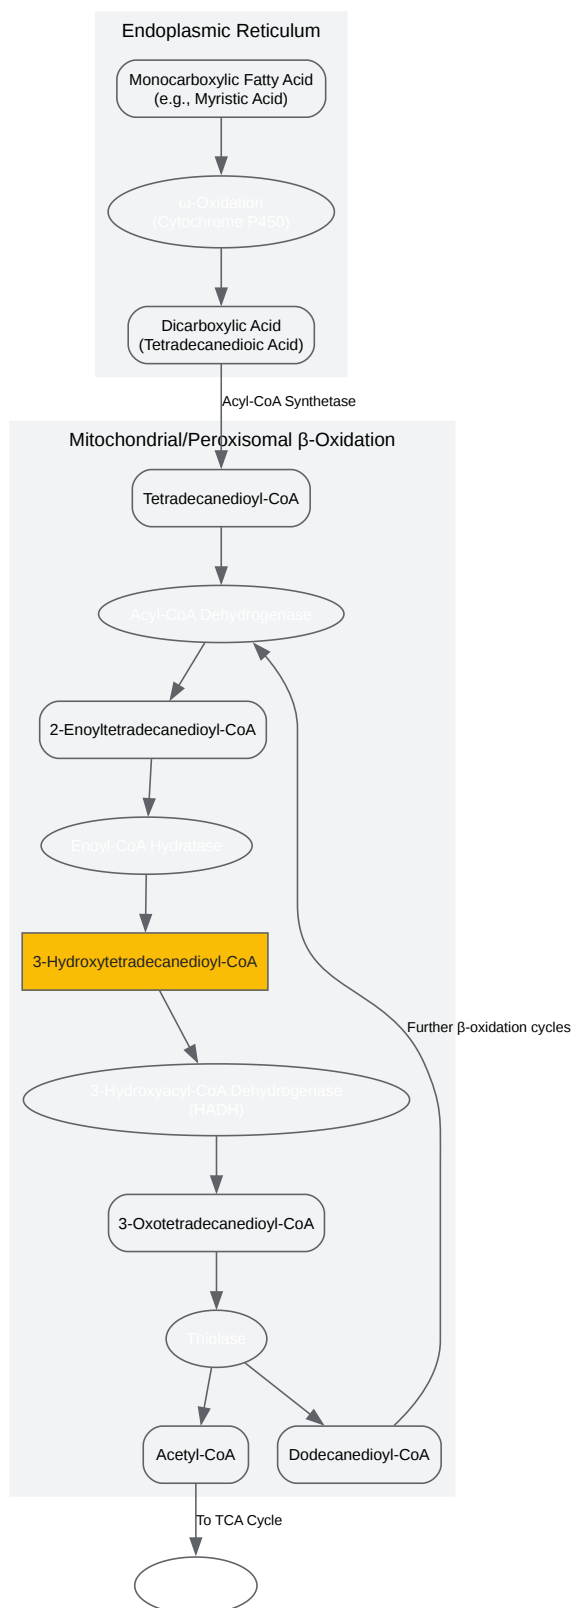 Endoplasmic Reticulum
Monocarboxylic Fatty Acid
(e.g., Myristic Acid)
ω-Oxidation
(Cytochrome P450)
Dicarboxylic Acid
(Tetradecanedioic Acid)
Acyl-CoA Synthetase
Mitochondrial/Peroxisomal β-Oxidation
Tetradecanedioyl-CoA
Acyl-CoA Dehydrogenase
2-Enoyltetradecanedioyl-CoA
Enoyl-CoA Hydratase
3-Hydroxytetradecanedioyl-CoA
Further β-oxidation cycles
3-Hydroxyacyl-CoA Dehydrogenase
(HADH)
3-Oxotetradecanedioyl-CoA
Thiolase
Acetyl-CoA
Dodecanedioyl-CoA
To TCA Cycle